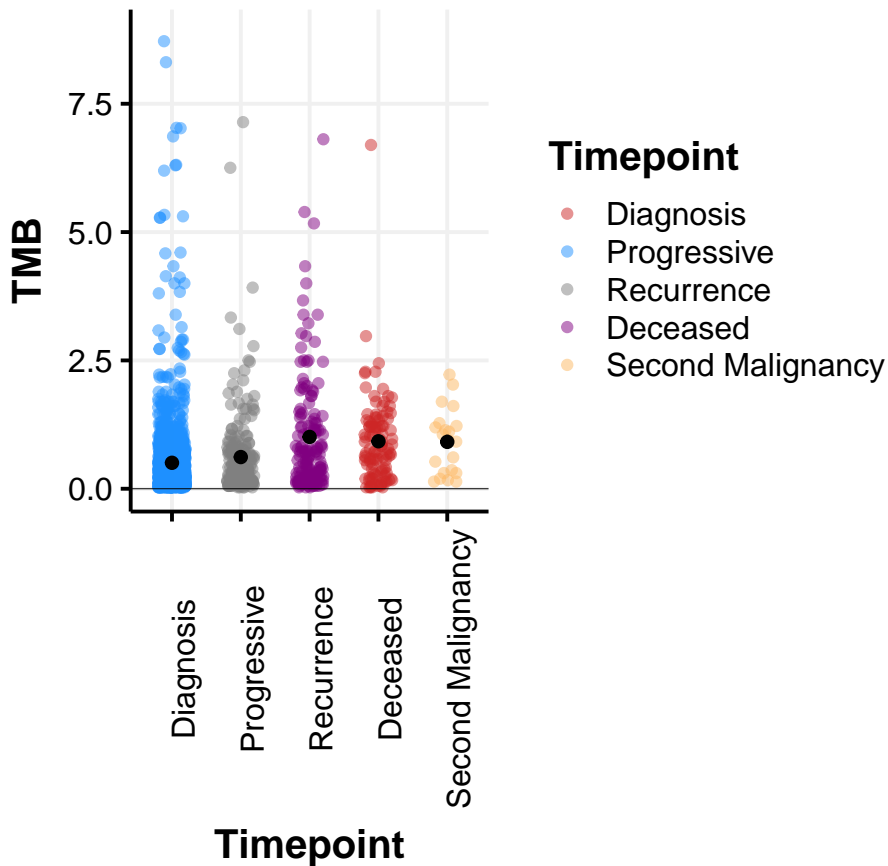 TMB
7.5
5.0
2.5
0.0
Diagnosis
Progressive
Recurrence
Deceased
Second Malignancy
Timepoint
Timepoint
Diagnosis
Progressive
Recurrence
Deceased
Second Malignancy